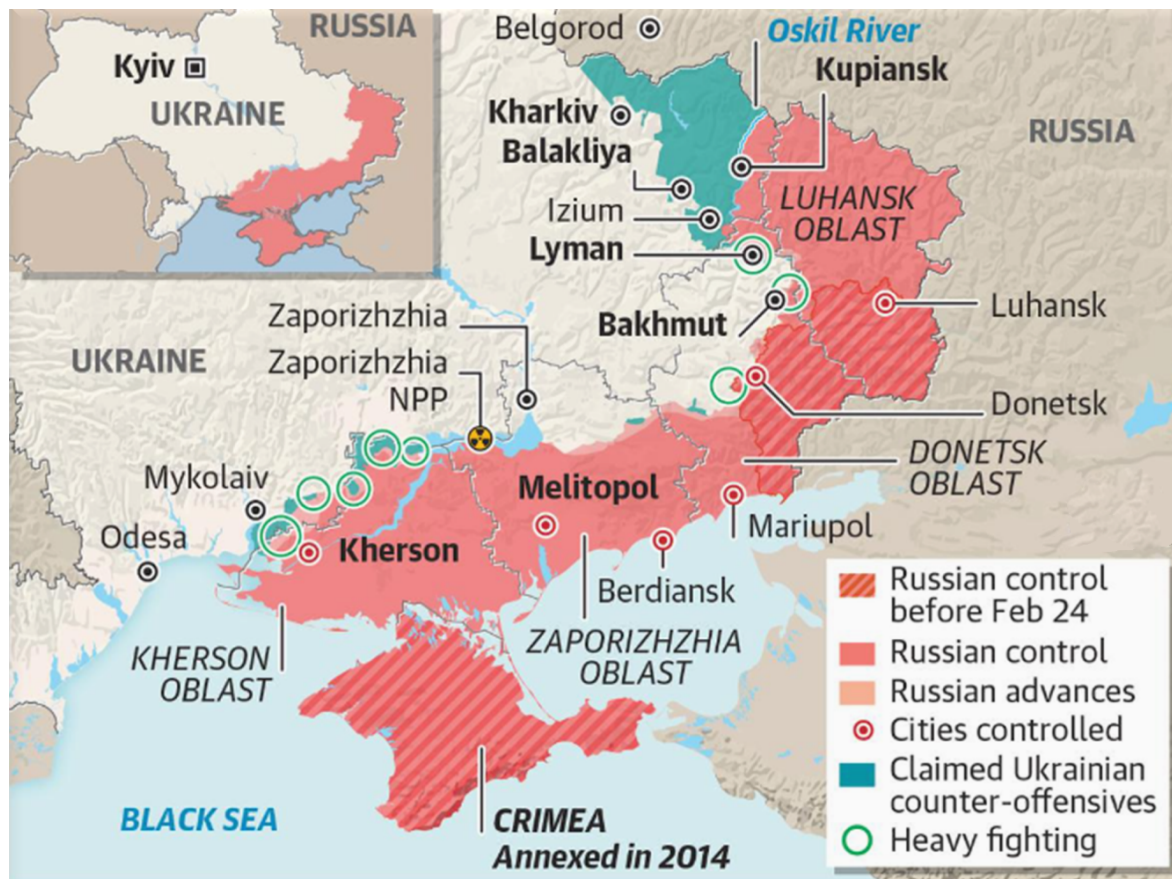 RUSSIA
Kyiv
UKRAINE
Belgorod
Oskil River
Kupiansk
Kharkiv
Balakliya
RUSSIA
LUHANSK
OBLAST
Izium
Lyman
Zaporizhzhia
Bakhmut
Luhansk
UKRAINE
Zaporizhzhia
NPP
Donetsk
DONETSK
OBLAST
Mykolaiv
Melitopol
Odesa
Kherson
Mariupol
Berdiansk
KHERSON
OBLAST
ZAPORIZHZHIA
OBLAST
BLACK SEA
CRIMEA
Annexed in 2014
Russian control
before Feb 24
Russian control
Russian advances
Cities controlled
Claimed Ukrainian
counter-offensives
Heavy fighting